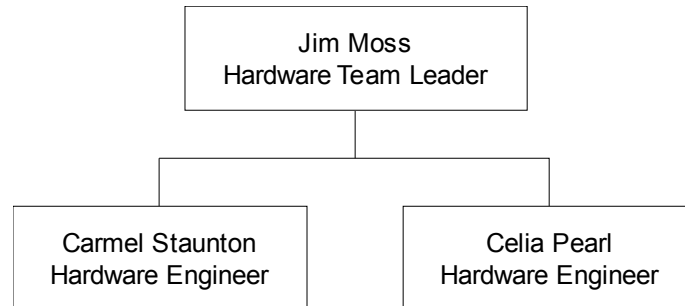 Jim Moss
Hardware Team Leader
Carmel Staunton
Hardware Engineer
Celia Pearl
Hardware Engineer